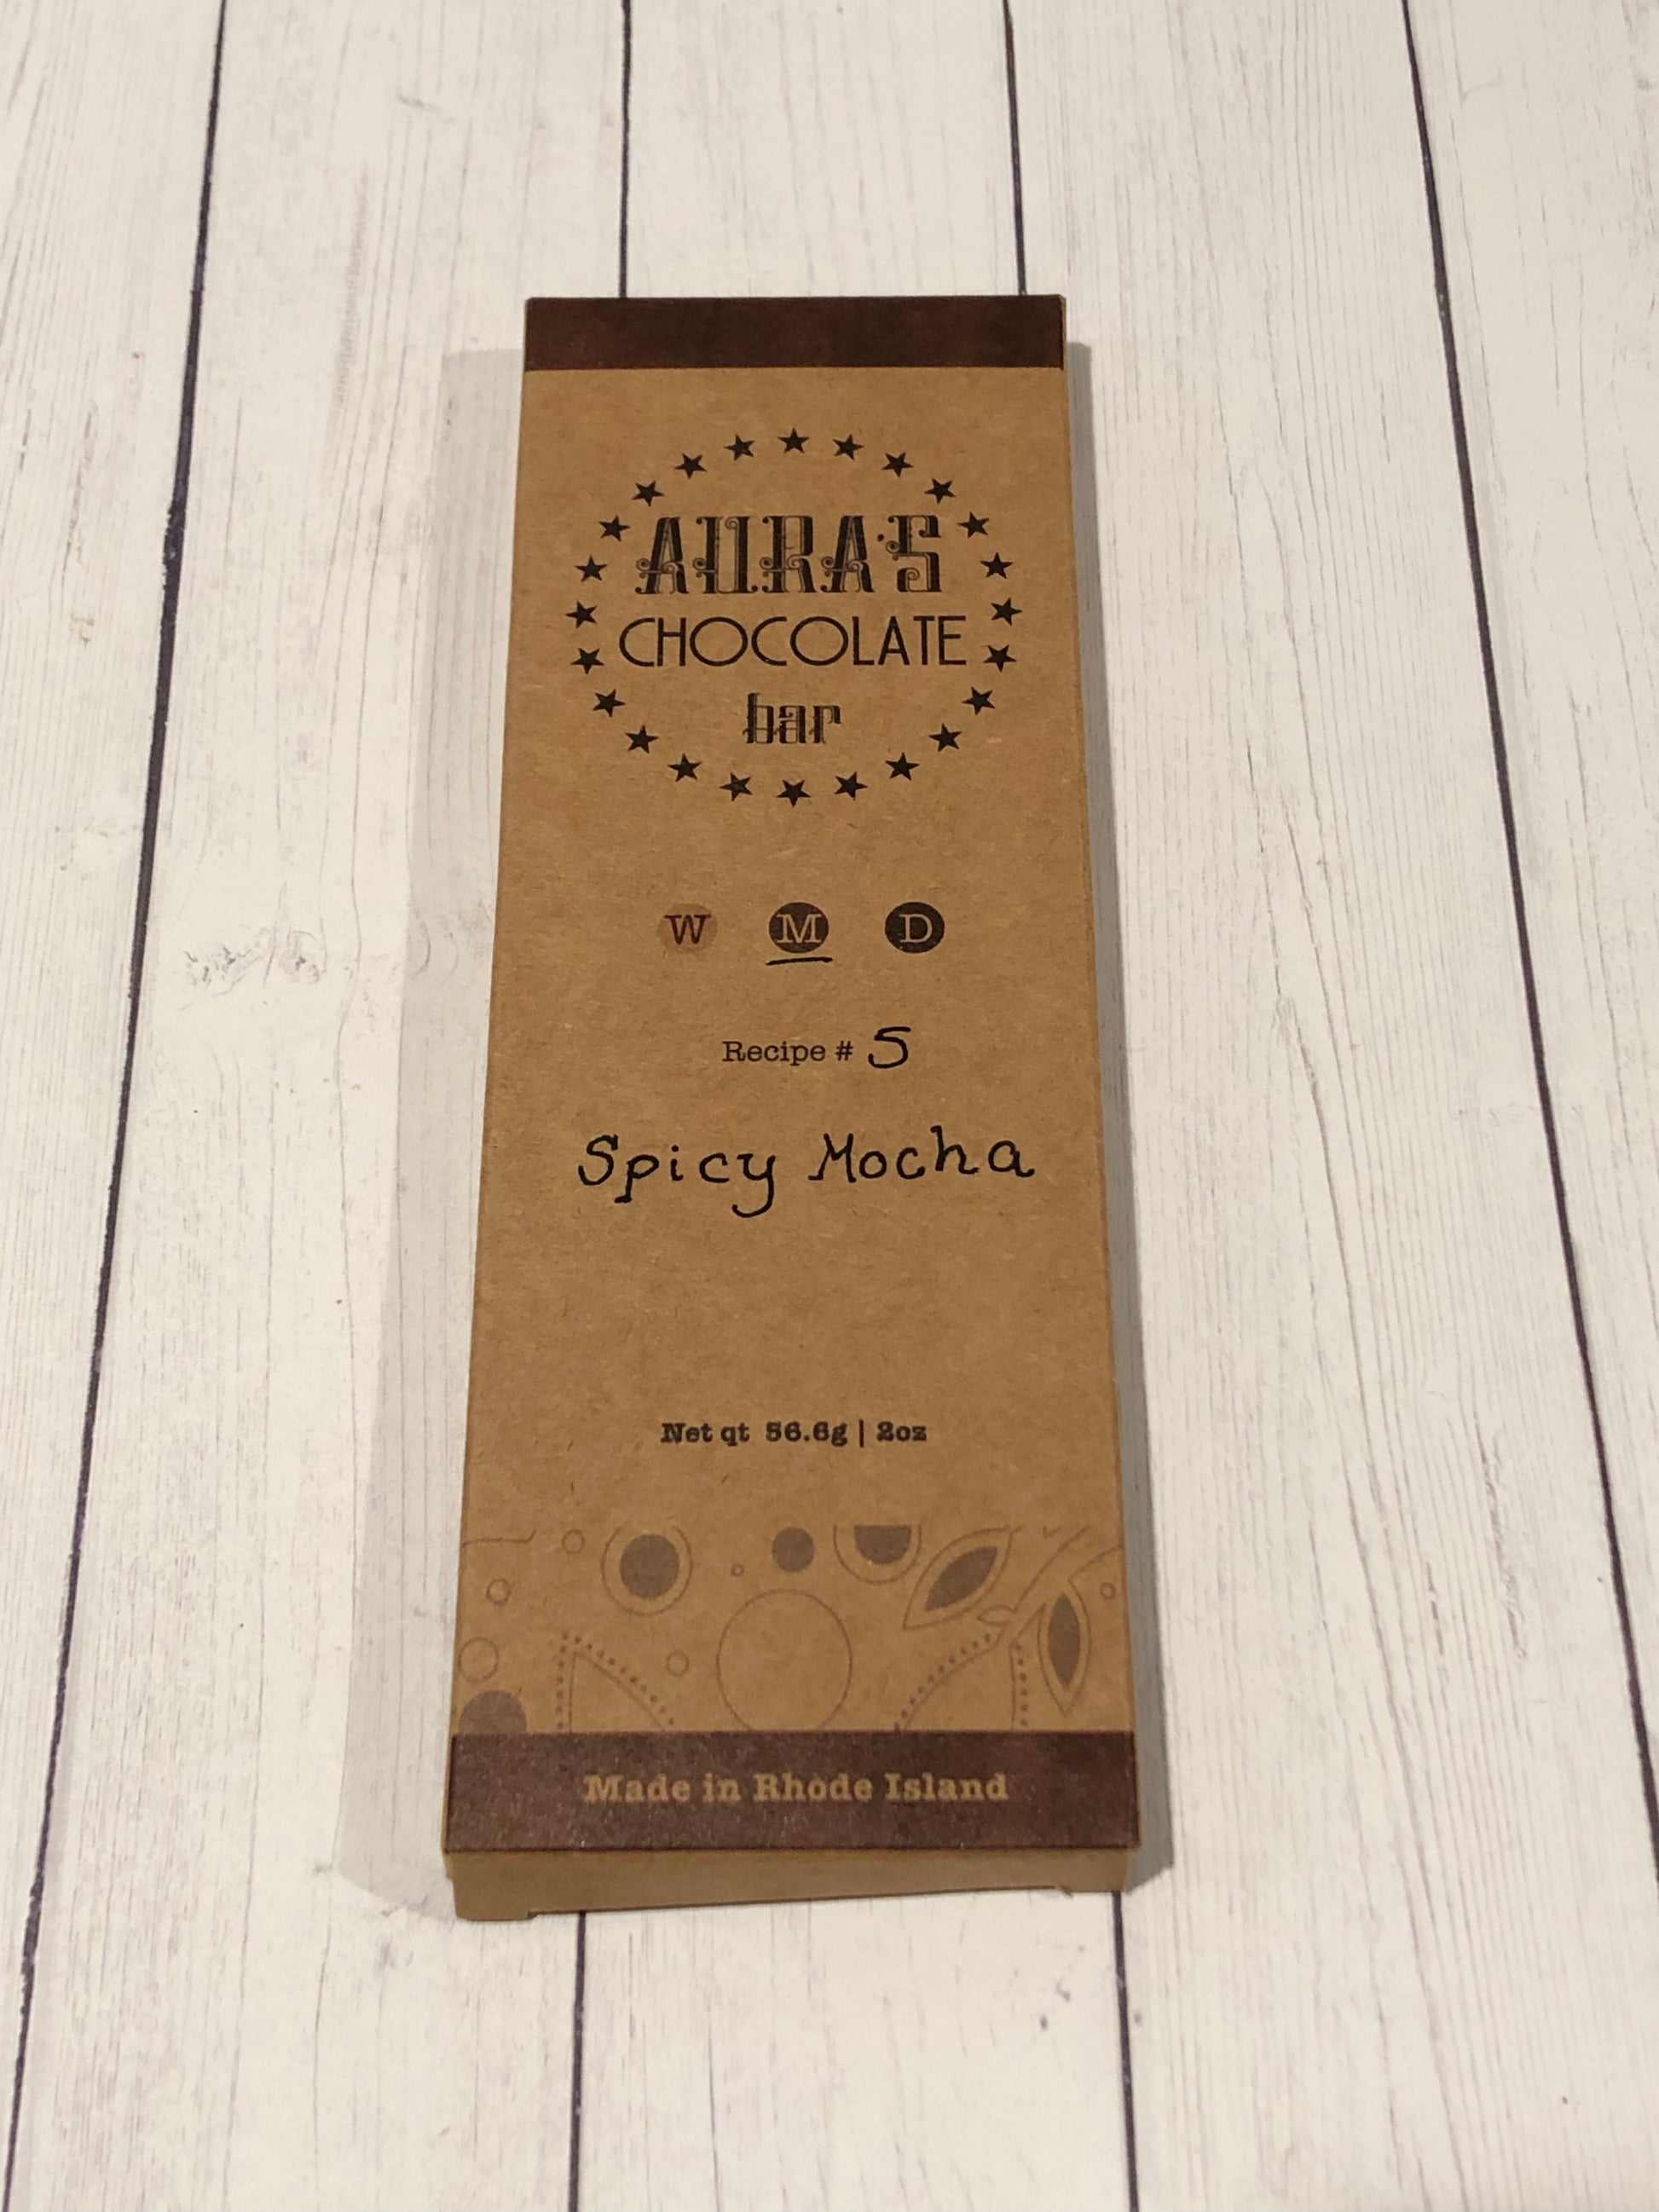 AURA'S
CHOCOLATE
bar
W M D
Recipe # 5
Spicy Mocha
Net qt 56.6g | 2oz
Made in Rhode Island